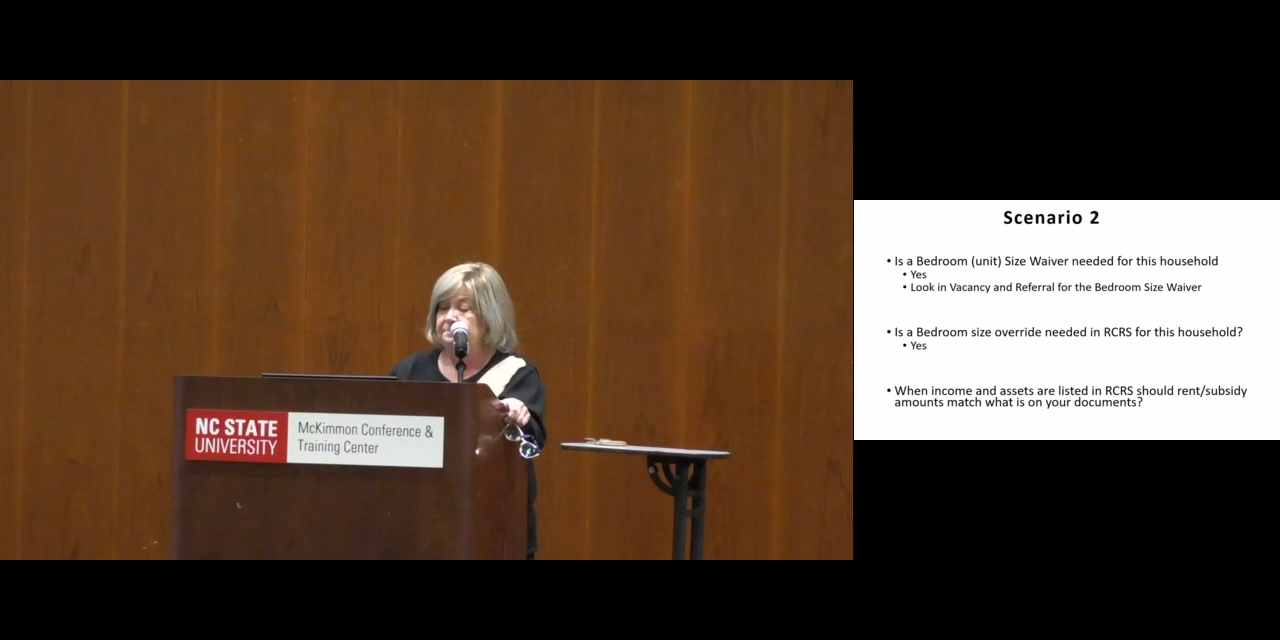 NC STATE
UNIVERSITY
McKimmon Conference &
Training Center
Scenario 2
• Is a Bedroom (unit) Size Waiver needed for this household
• Yes
• Look in Vacancy and Referral for the Bedroom Size Waiver
• Is a Bedroom size override needed in RCRS for this household?
• Yes
• When income and assets are listed in RCRS should rent/subsidy
amounts match what is on your documents?